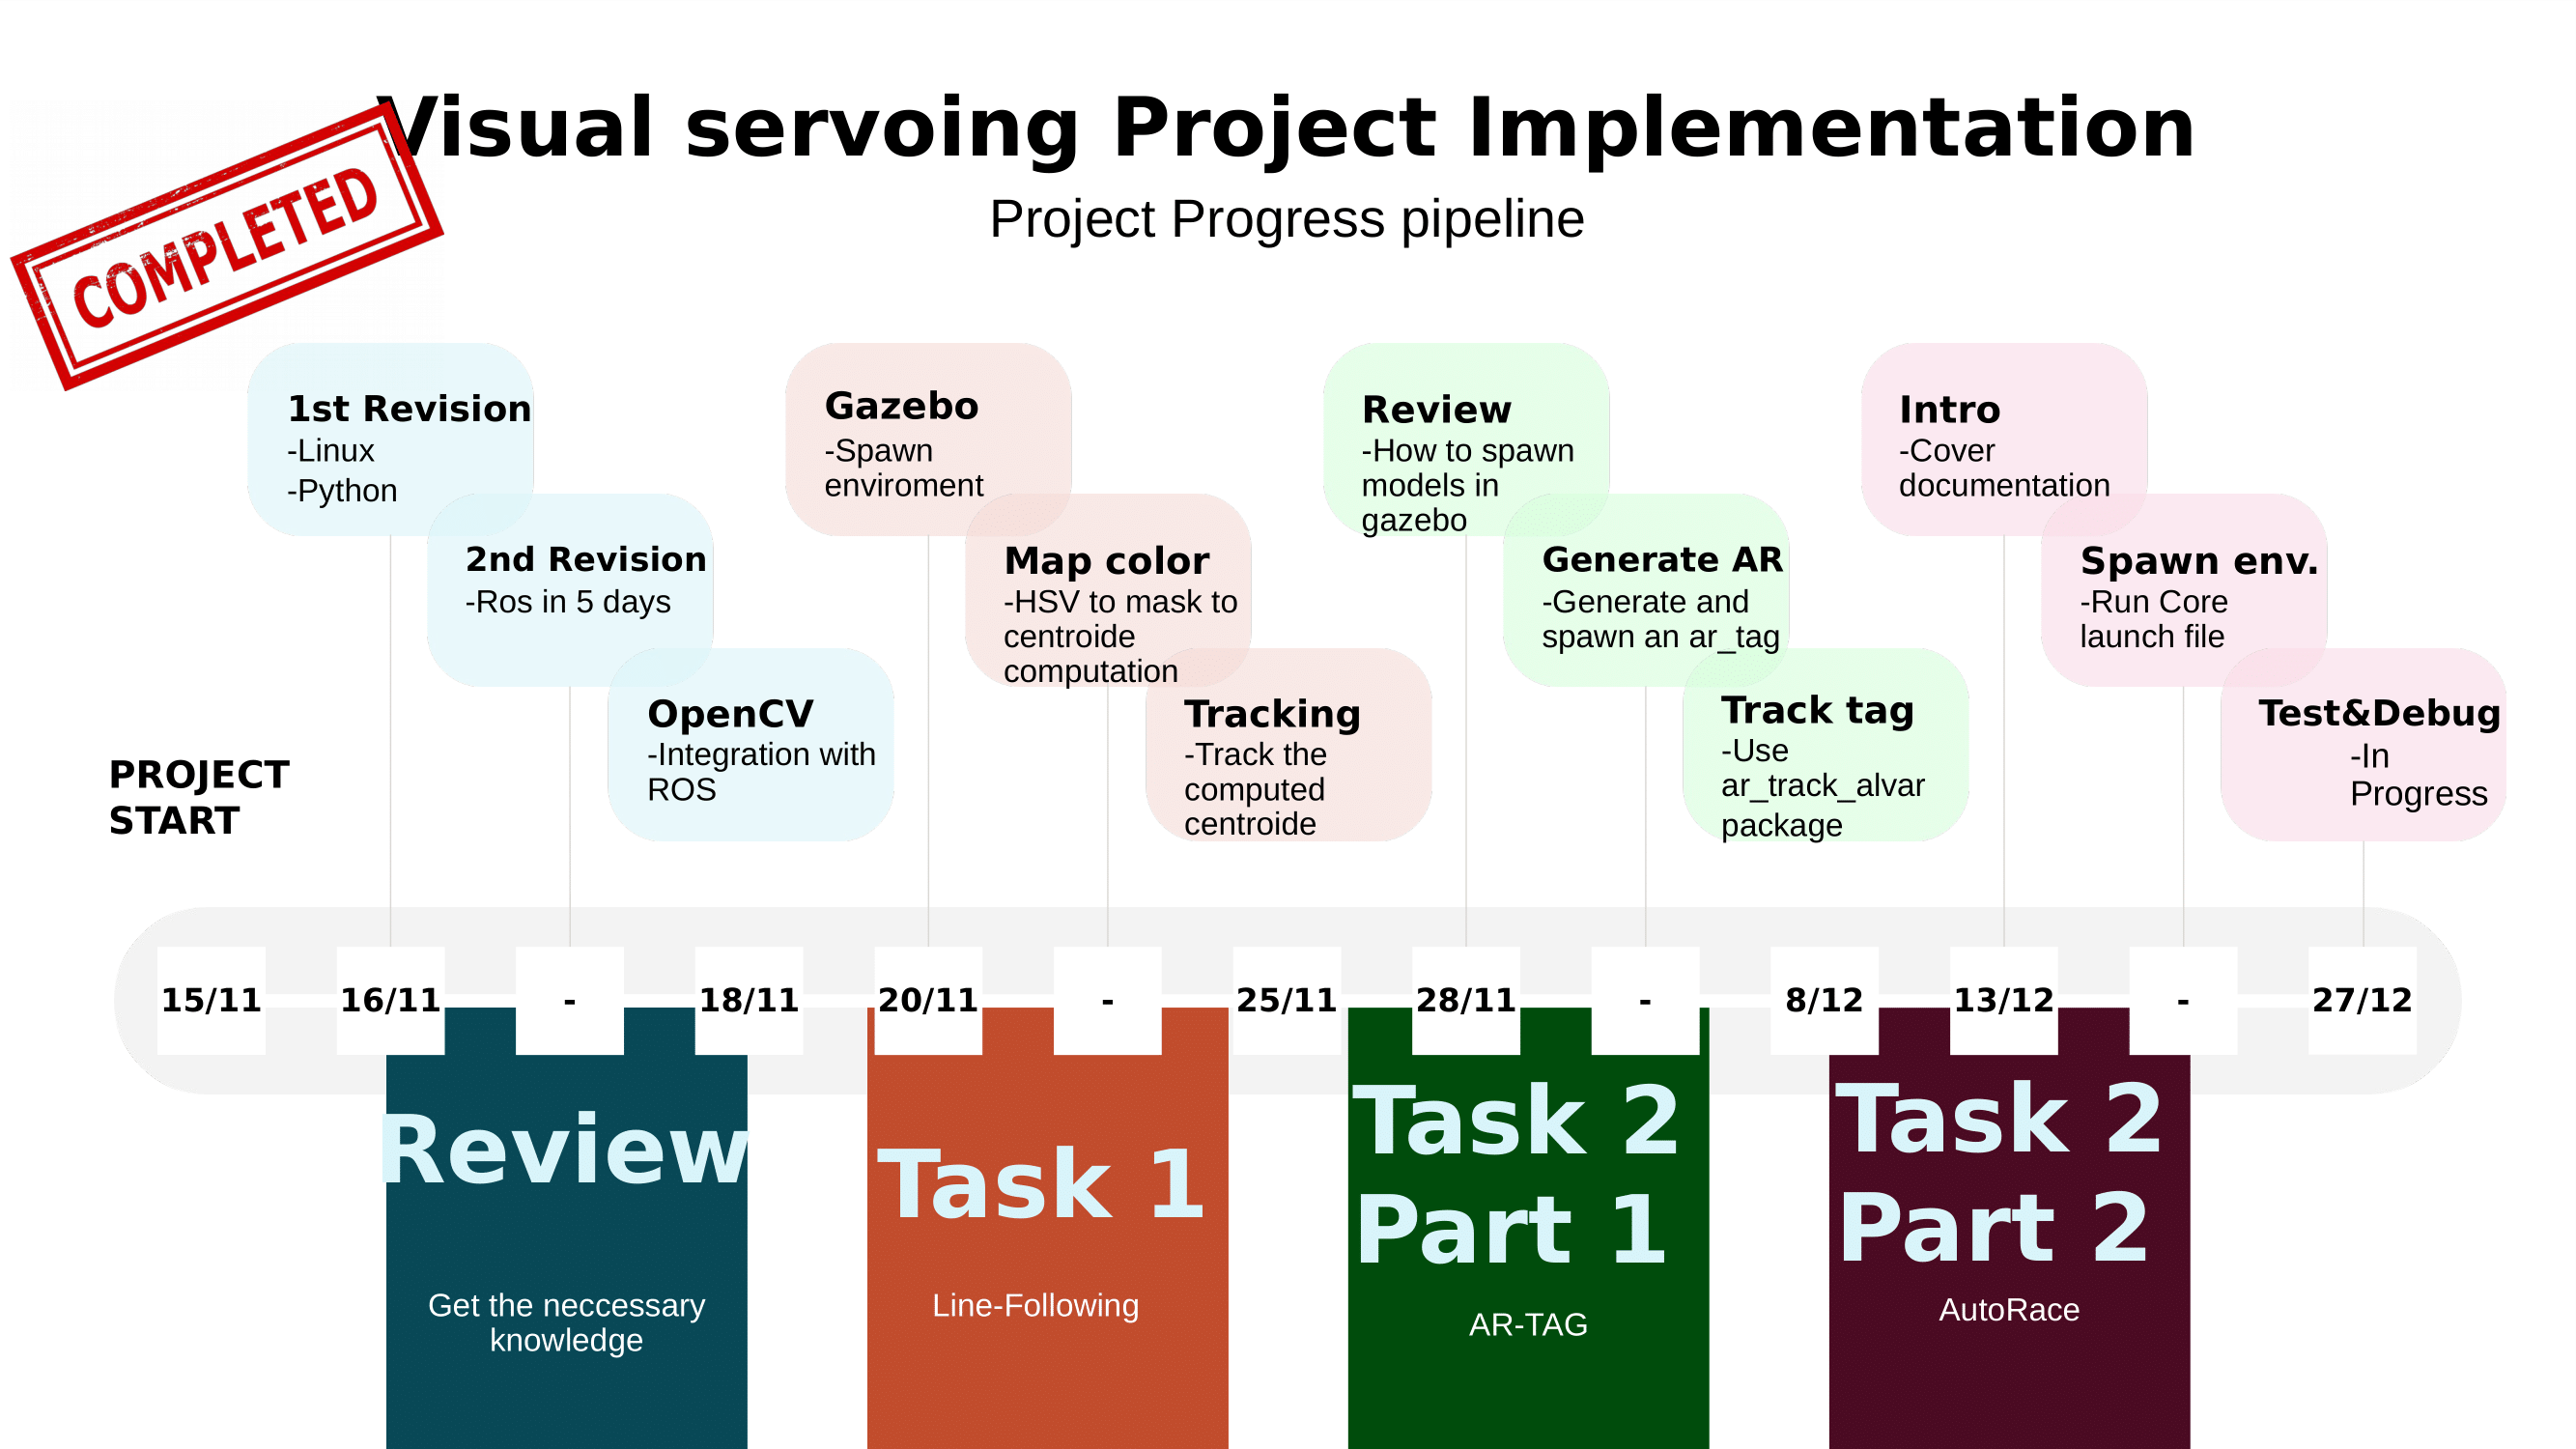 Visual servoing Project Implementation
Project Progress pipeline
COMPLETED
1st Revision
-Linux
-Python
2nd Revision
-Ros in 5 days
OpenCV
-Integration with
ROS
Gazebo
-Spawn
enviroment
Map color
-HSV to mask to
centroide
computation
Tracking
-Track the
computed
centroide
Review
-How to spawn
models in
gazebo
Generate AR
-Generate and
spawn an ar_tag
Track tag
-Use
ar_track_alvar
package
Intro
-Cover
documentation
Spawn env.
-Run Core
launch file
Test&Debug
-In
Progress
PROJECT
START
15/11
16/11
-
18/11
20/11
-
25/11
28/11
-
8/12
13/12
-
27/12
Review
Get the neccessary
knowledge
Task 1
Line-Following
Task 2
Part 1
AR-TAG
Task 2
Part 2
AutoRace